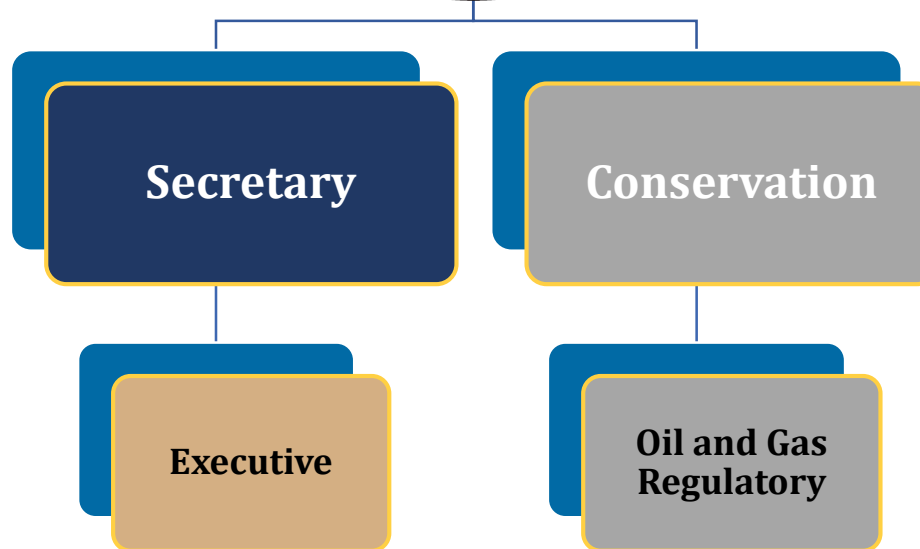 Secretary
Conservation
Executive
Oil and Gas
Regulatory